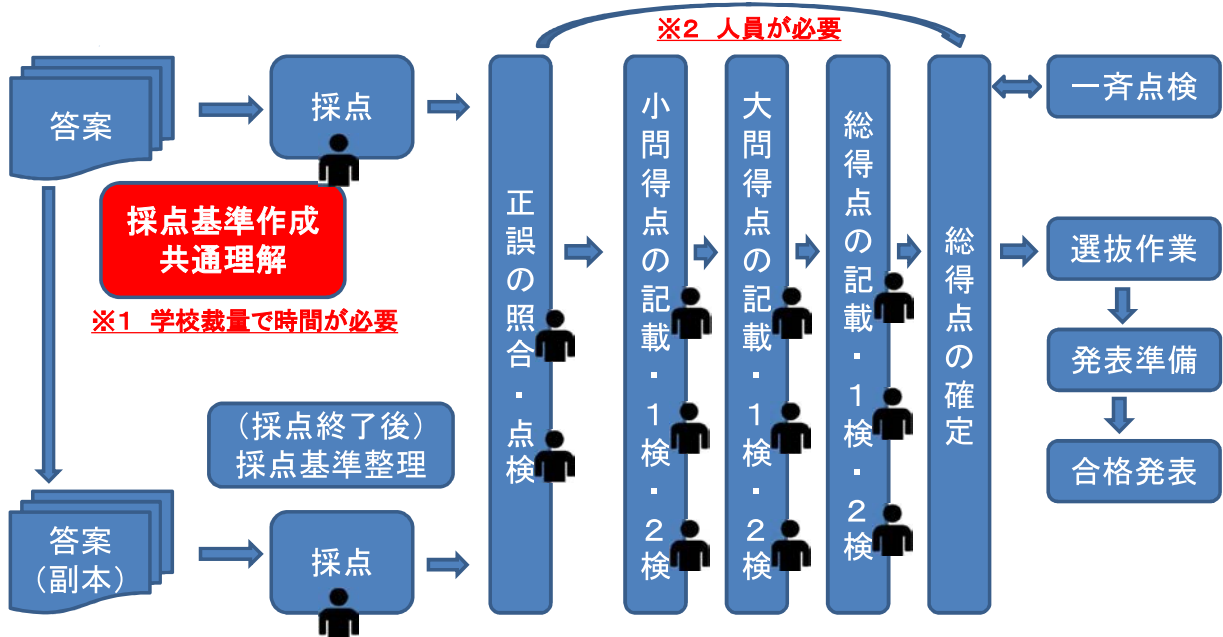 ※２ 人員が必要
答案
採点
採点基準作成
共通理解
※１ 学校裁量で時間が必要
（採点終了後）
採点基準整理
答案
（副本）
採点
正誤の照合・点検
小問得点の記載・１検・２検
大問得点の記載・１検・２検
総得点の記載・１検・２検
総得点の確定
一斉点検
選抜作業
発表準備
合格発表